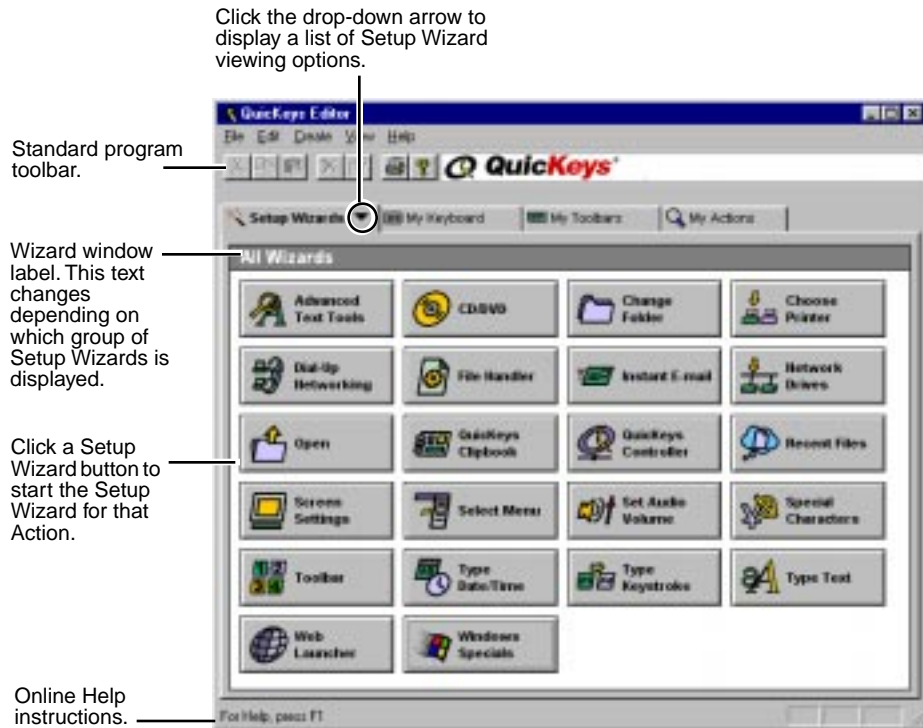 Click the drop-down arrow to
display a list of Setup Wizard
viewing options.
QuicKeys Editor
File Edit Create View Help
QuicKeys
Standard program
toolbar.
Setup Wizards
My Keyboard
My Toolbars
My Actions
Wizard window
label. This text
changes
depending on
which group of
Setup Wizards is
displayed.
All Wizards
Advanced
Text Tools
CD/DVD
Change
Folder
Choose
Printer
Dial-Up
Networking
File Handler
Instant E-mail
Network
Drives
Click a Setup
Wizard button to
start the Setup
Wizard for that
Action.
Open
QuicKeys
Clipbook
QuicKeys
Controller
Recent Files
Screen
Settings
Select Menu
Set Audio
Volume
Special
Characters
Toolbar
1 2
3 4
Type
Date/Time
Type
Keystroke
Type Text
Web
Launcher
Windows
Specials
Online Help
instructions.
For Help, press F1